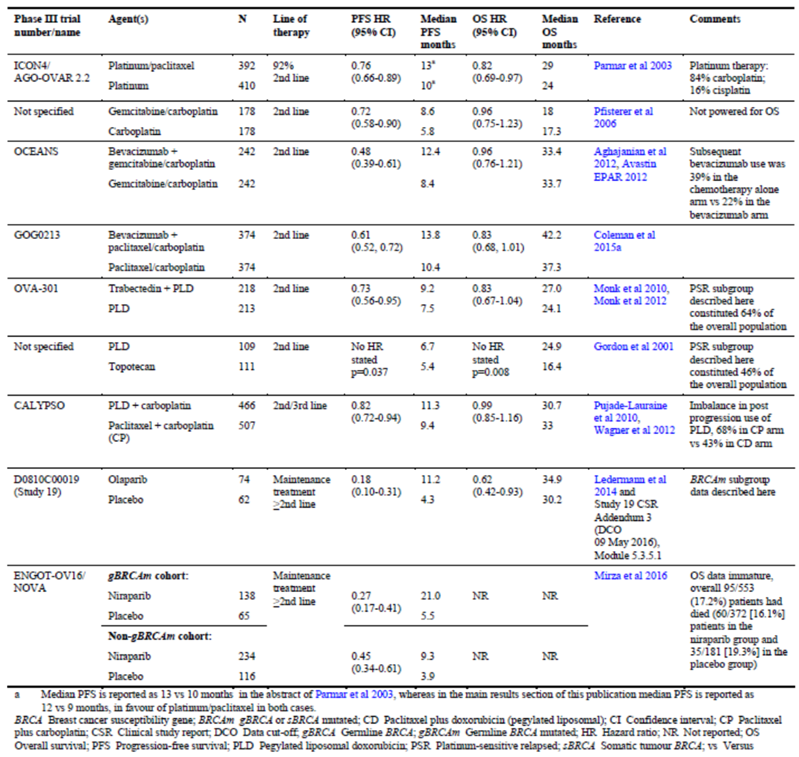 Phase III trial number/name Agent(s) N Line of therapy PFS HR (95% CI) Median PFS months OS HR (95% CI) Median OS months Reference Comments
ICON4/ AGO-OVAR 2.2 Platinum/paclitaxel 392 92% 2nd line 0.76 (0.66-0.89) 13a 0.82 (0.69-0.97) 29 Parmar et al 2003 Platinum therapy: 84% carboplatin; 16% cisplatin
Platinum 410 10a 24
Not specified Gemcitabine/carboplatin 178 2nd line 0.72 (0.58-0.90) 8.6 0.96 (0.75-1.23) 18 Pfisterer et al 2006 Not powered for OS
Carboplatin 178 5.8 17.3
OCEANS Bevacizumab + gemcitabine/carboplatin 242 2nd line 0.48 (0.39-0.61) 12.4 0.96 (0.76-1.21) 33.4 Aghajanian et al 2012, Avastin EPAR 2012 Subsequent bevacizumab use was 39% in the chemotherapy alone arm vs 22% in the bevacizumab arm
Gemcitabine/carboplatin 242 8.4 33.7
GOG0213 Bevacizumab + paclitaxel/carboplatin 374 2nd line 0.61 (0.52, 0.72) 13.8 0.83 (0.68, 1.01) 42.2 Coleman et al 2015a
Paclitaxel/carboplatin 374 10.4 37.3
OVA-301 Trabectedin + PLD 218 2nd line 0.73 (0.56-0.95) 9.2 0.83 (0.67-1.04) 27.0 Monk et al 2010, Monk et al 2012 PSR subgroup described here constituted 64% of the overall population
PLD 213 7.5 24.1
Not specified PLD 109 2nd line No HR stated p=0.037 6.7 No HR stated p=0.008 24.9 Gordon et al 2001 PSR subgroup described here constituted 46% of the overall population
Topotecan 111 5.4 16.4
CALYPSO PLD + carboplatin 466 2nd/3rd line 0.82 (0.72-0.94) 11.3 0.99 (0.85-1.16) 30.7 Pujade-Lauraine et al 2010, Wagner et al 2012 Imbalance in post progression use of PLD, 68% in CP arm vs 43% in CD arm
Paclitaxel + carboplatin (CP) 507 9.4 33
D0810C00019 (Study 19) Olaparib 74 Maintenance treatment ≥2nd line 0.18 (0.10-0.31) 11.2 0.62 (0.42-0.93) 34.9 Ledermann et al 2014 and Study 19 CSR Addendum 3 (DCO 09 May 2016), Module 5.3.5.1 BRCAm subgroup data described here
Placebo 62 4.3 30.2
ENGOT-OV16/ NOVA gBRCAm cohort: Maintenance treatment ≥2nd line Mirza et al 2016 OS data immature, overall 95/553 (17.2%) patients had died (60/372 [16.1%] patients in the niraparib group and 35/181 [19.3%] in the placebo group)
Niraparib 138 0.27 (0.17-0.41) 21.0 NR NR
Placebo 65 5.5
Non-gBRCAm cohort:
Niraparib 234 0.45 (0.34-0.61) 9.3 NR NR
Placebo 116 3.9
a Median PFS is reported as 13 vs 10 months in the abstract of Parmar et al 2003, whereas in the main results section of this publication median PFS is reported as
12 vs 9 months, in favour of platinum/paclitaxel in both cases.
BRCA Breast cancer susceptibility gene; BRCAm gBRCA or sBRCA mutated; CD Paclitaxel plus doxorubicin (pegylated liposomal); CI Confidence interval; CP Paclitaxel
plus carboplatin; CSR Clinical study report; DCO Data cut-off; gBRCA Germline BRCA; gBRCAm Germline BRCA mutated; HR Hazard ratio; NR Not reported; OS
Overall survival; PFS Progression-free survival; PLD Pegylated liposomal doxorubicin; PSR Platinum-sensitive relapsed; sBRCA Somatic tumour BRCA; vs Versus